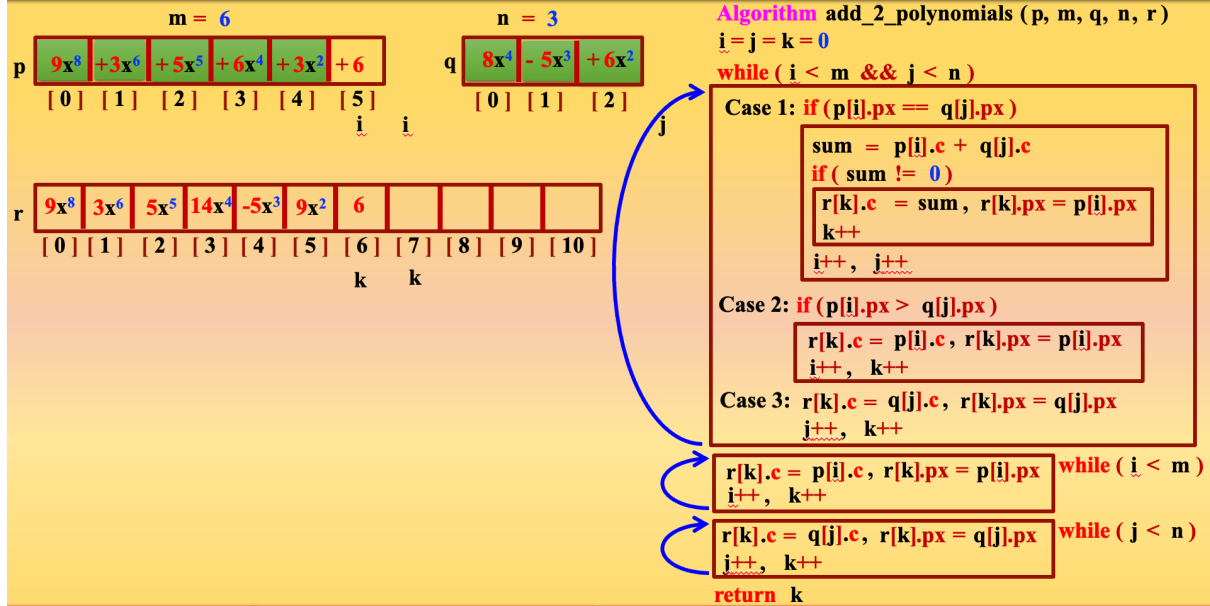 m = 6
p 9x⁸ +3x⁶ +5x⁵ +6x⁴ +3x² +6
[0] [1] [2] [3] [4] [5]
i i
n = 3
q 8x⁴ - 5x³ +6x²
[0] [1] [2]
j
r 9x⁸ 3x⁶ 5x⁵ 14x⁴ -5x³ 9x² 6
[0] [1] [2] [3] [4] [5] [6] [7] [8] [9] [10]
k k
Algorithm add_2_polynomials ( p, m, q, n, r )
i = j = k = 0
while ( i < m && j < n )
Case 1: if ( p[i].px == q[j].px )
sum = p[i].c + q[j].c
if ( sum != 0 )
r[k].c = sum , r[k].px = p[i].px
k++
i++ , j++
Case 2: if ( p[i].px > q[j].px )
r[k].c = p[i].c , r[k].px = p[i].px
i++ , k++
Case 3: r[k].c = q[j].c , r[k].px = q[j].px
j++, k++
r[k].c = p[i].c , r[k].px = p[i].px while ( i < m )
i++ , k++
r[k].c = q[j].c, r[k].px = q[j].px while ( j < n )
j++, k++
return k